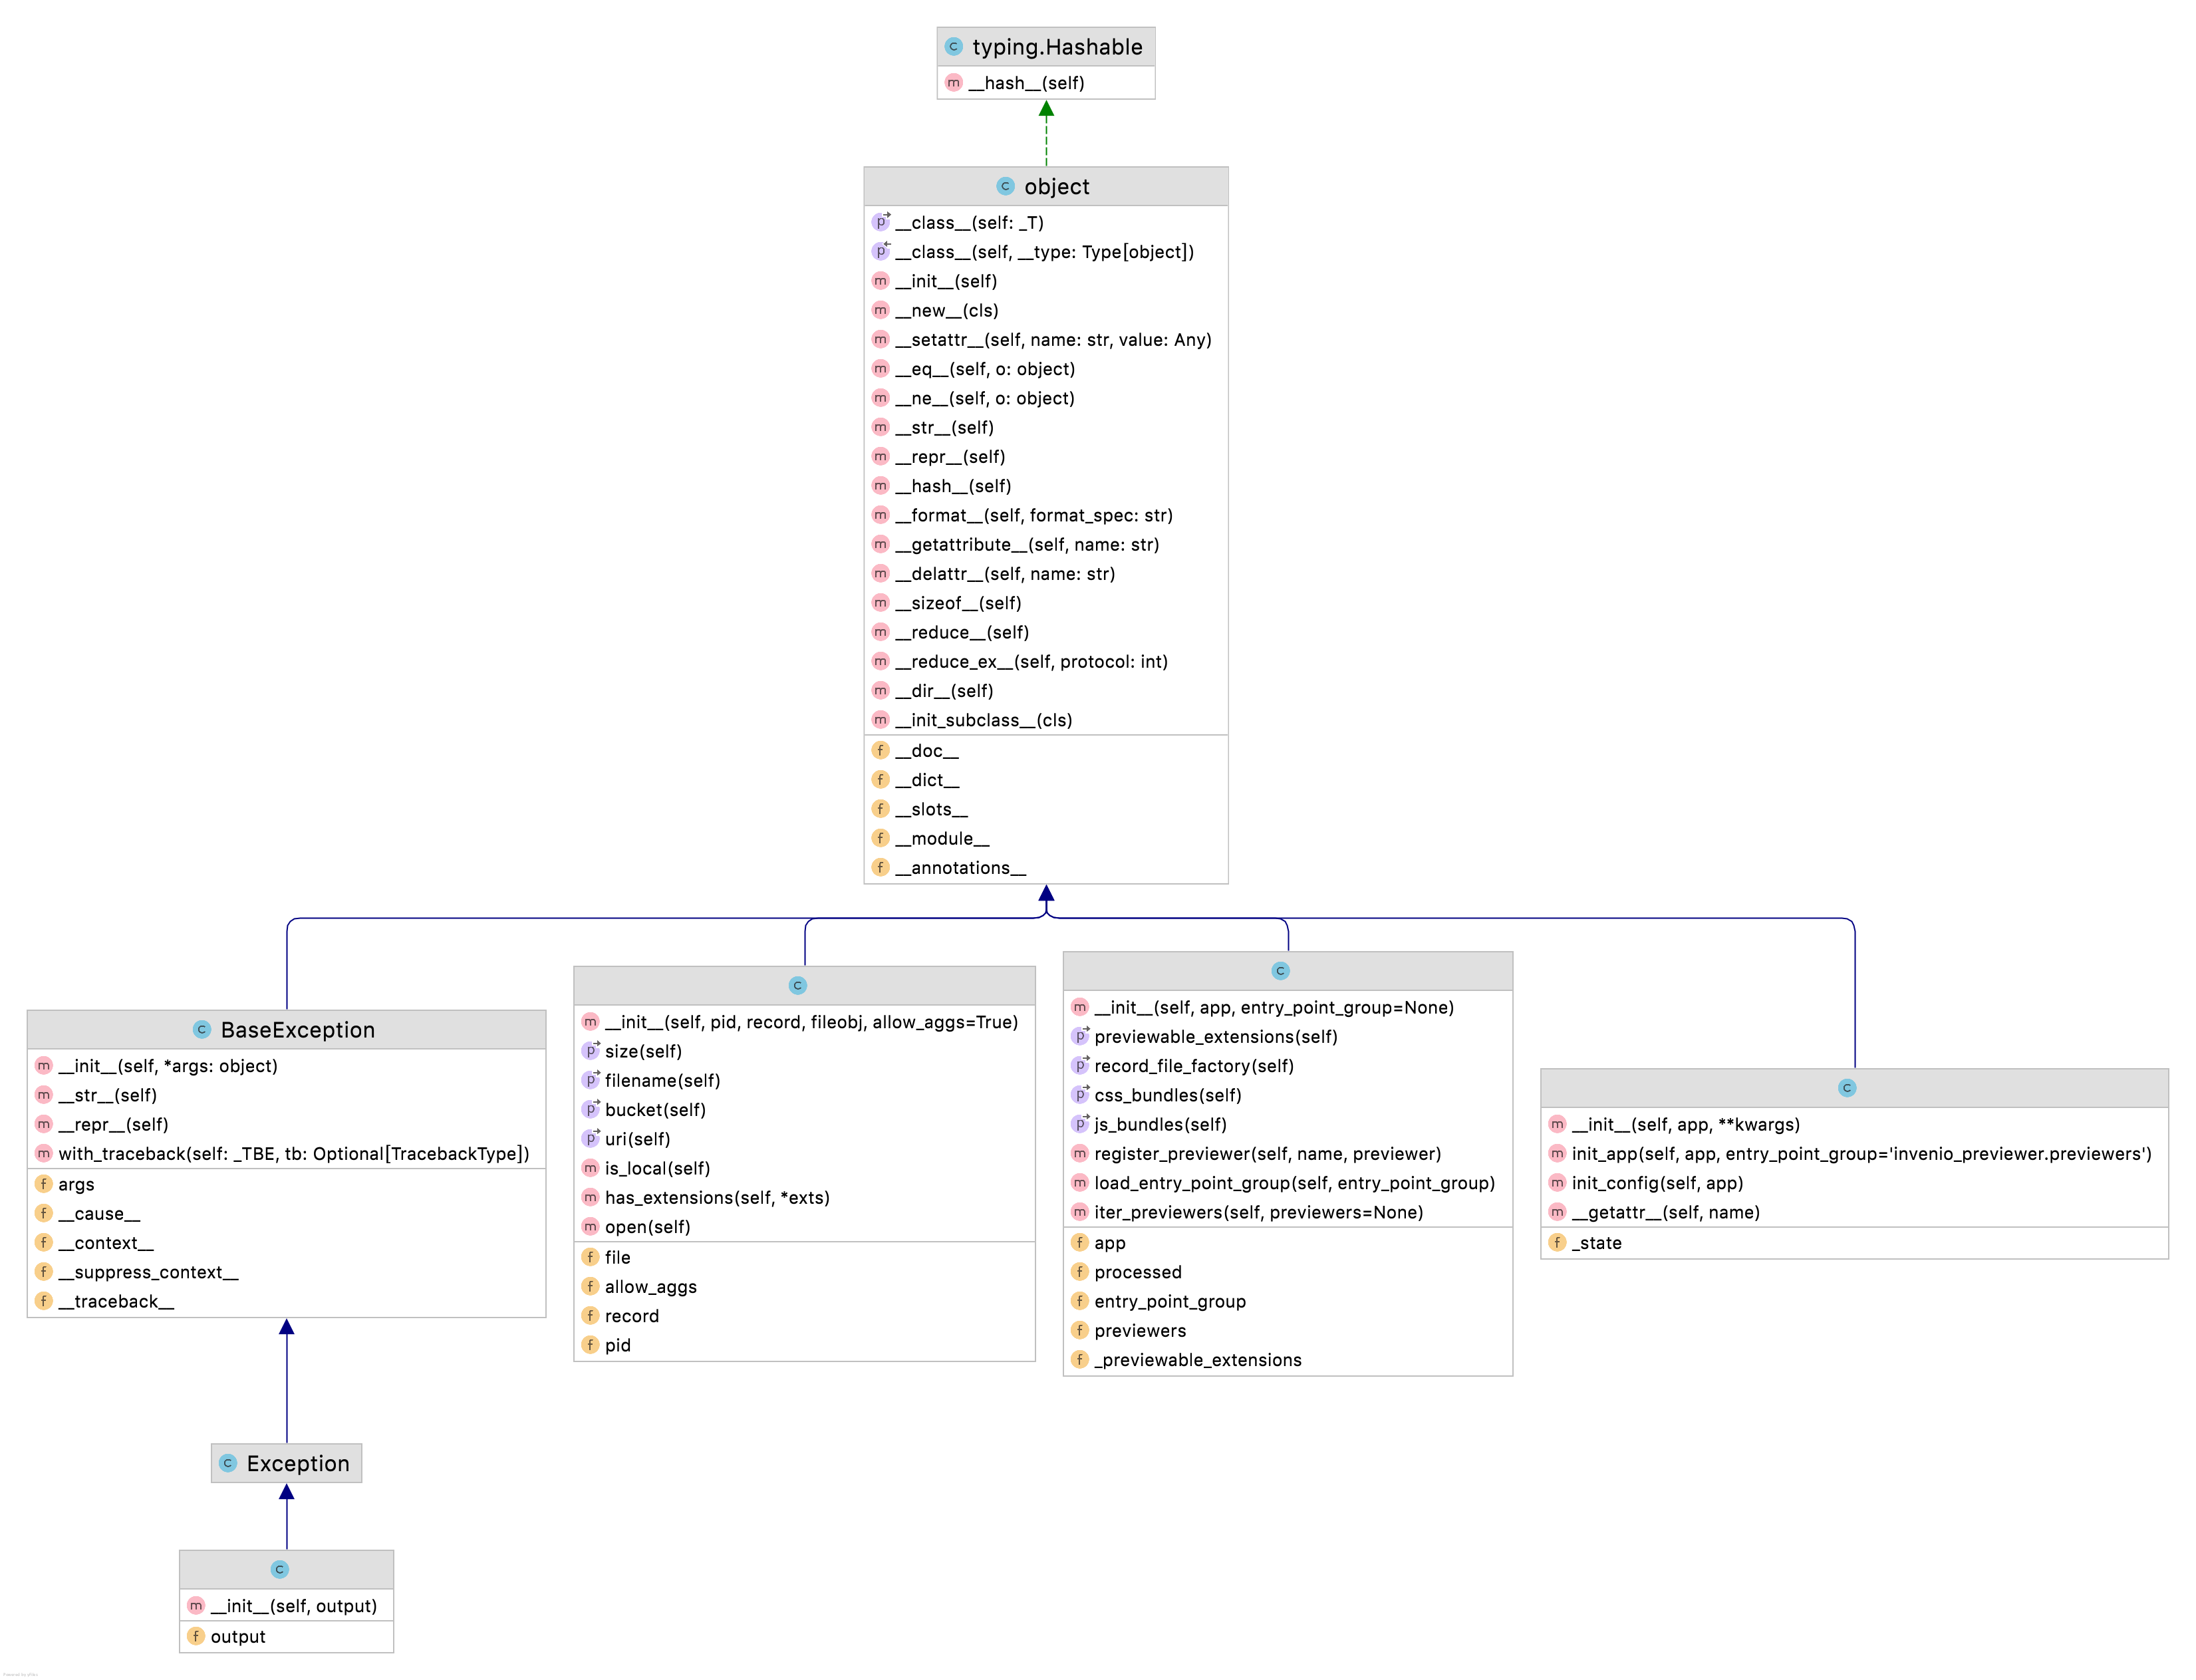 typing.Hashable
__hash__(self)
object
__class__(self: _T)
__class__(self, __type: Type[object])
__init__(self)
__new__(cls)
__setattr__(self, name: str, value: Any)
__eq__(self, o: object)
__ne__(self, o: object)
__str__(self)
__repr__(self)
__hash__(self)
__format__(self, format_spec: str)
__getattribute__(self, name: str)
__delattr__(self, name: str)
__sizeof__(self)
__reduce__(self)
__reduce_ex__(self, protocol: int)
__dir__(self)
__init_subclass__(cls)
__doc__
__dict__
__slots__
__module__
__annotations__
BaseException
__init__(self, *args: object)
__str__(self)
__repr__(self)
with_traceback(self: _TBE, tb: Optional[TracebackType])
args
__cause__
__context__
__suppress_context__
__traceback__
__init__(self, pid, record, fileobj, allow_aggs=True)
size(self)
filename(self)
bucket(self)
uri(self)
is_local(self)
has_extensions(self, *exts)
open(self)
file
allow_aggs
record
pid
__init__(self, app, entry_point_group=None)
previewable_extensions(self)
record_file_factory(self)
css_bundles(self)
js_bundles(self)
register_previewer(self, name, previewer)
load_entry_point_group(self, entry_point_group)
iter_previewers(self, previewers=None)
app
processed
entry_point_group
previewers
_previewable_extensions
__init__(self, app, **kwargs)
init_app(self, app, entry_point_group='invenio_previewer.previewers')
init_config(self, app)
__getattr__(self, name)
_state
Exception
__init__(self, output)
output
Powered by yFiles